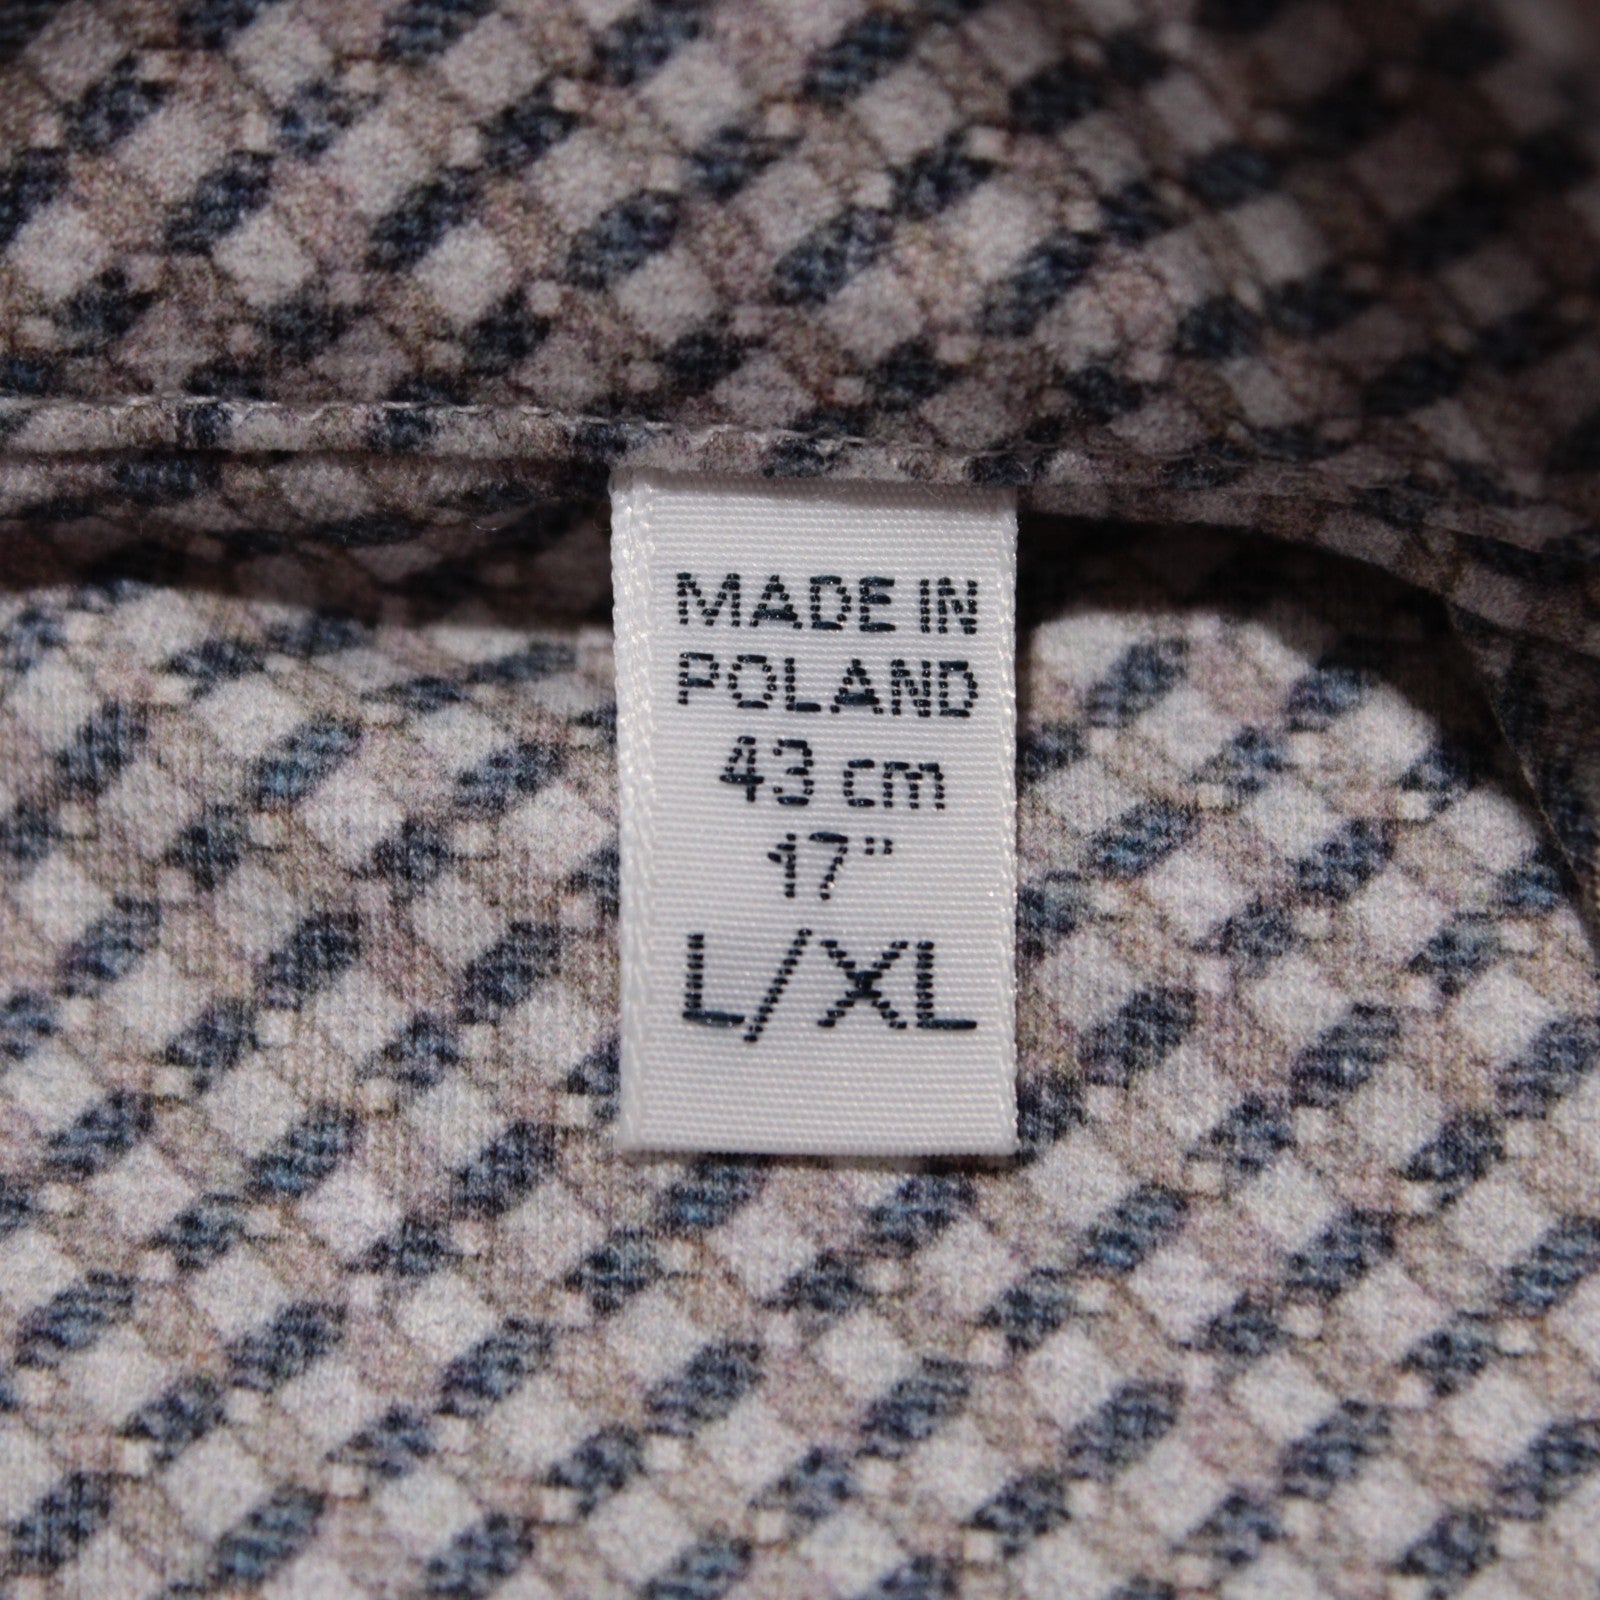 MADE IN
POLAND
43 cm
17"
L/XL